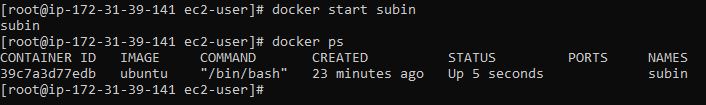 [root@ip-172-31-39-141 ec2-user]# docker start subin
subin
[root@ip-172-31-39-141 ec2-user]# docker ps
CONTAINER ID   IMAGE     COMMAND       CREATED          STATUS         PORTS     NAMES
39c7a3d77edb   ubuntu    "/bin/bash"   23 minutes ago   Up 5 seconds             subin
[root@ip-172-31-39-141 ec2-user]#